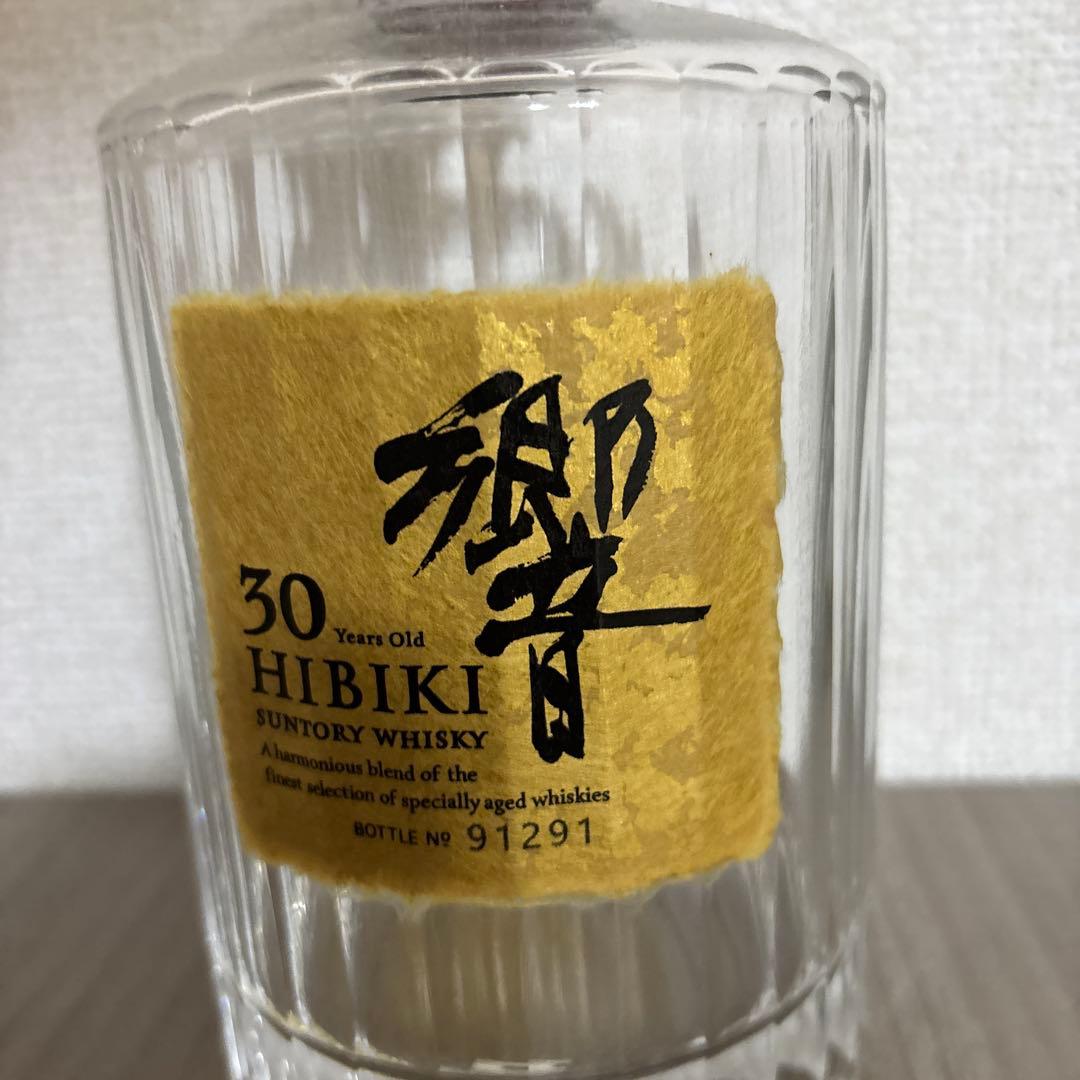 響
30 Years Old
HIBIKI
SUNTORY WHISKY
A harmonious blend of the
finest selection of specially aged whiskies
BOTTLE Nº 91291